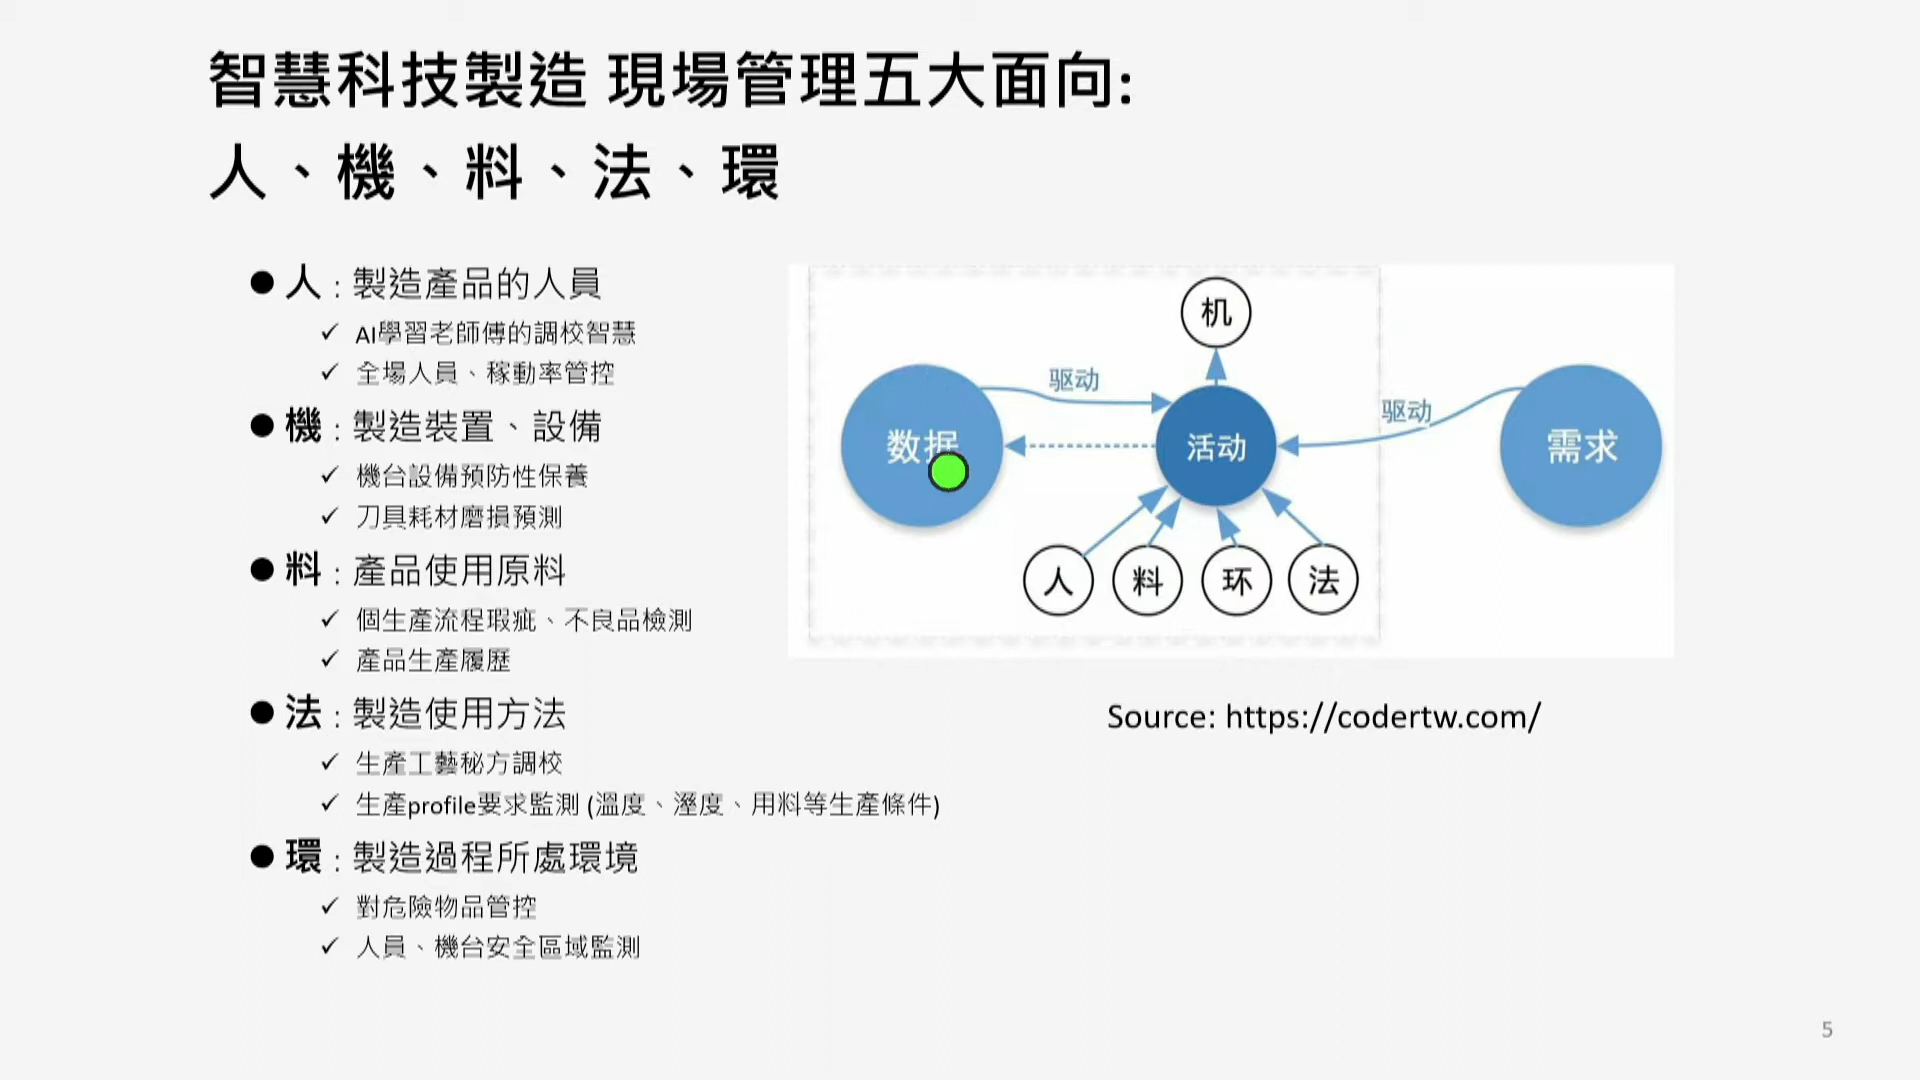 智慧科技製造 現場管理五大面向:
人、機、料、法、環
人 : 製造產品的人員
AI學習老師傅的調校智慧
全場人員、稼動率管控
機 : 製造裝置、設備
機台設備預防性保養
刀具耗材磨損預測
料 : 產品使用原料
個生產流程瑕疵、不良品檢測
產品生產履歷
法 : 製造使用方法
生產工藝秘方調校
生產profile要求監測 (溫度、溼度、用料等生產條件)
環 : 製造過程所處環境
對危險物品管控
人員、機台安全區域監測
机
驱动
驱动
数据
活动
需求
人
料
环
法
Source: https://codertw.com/
5